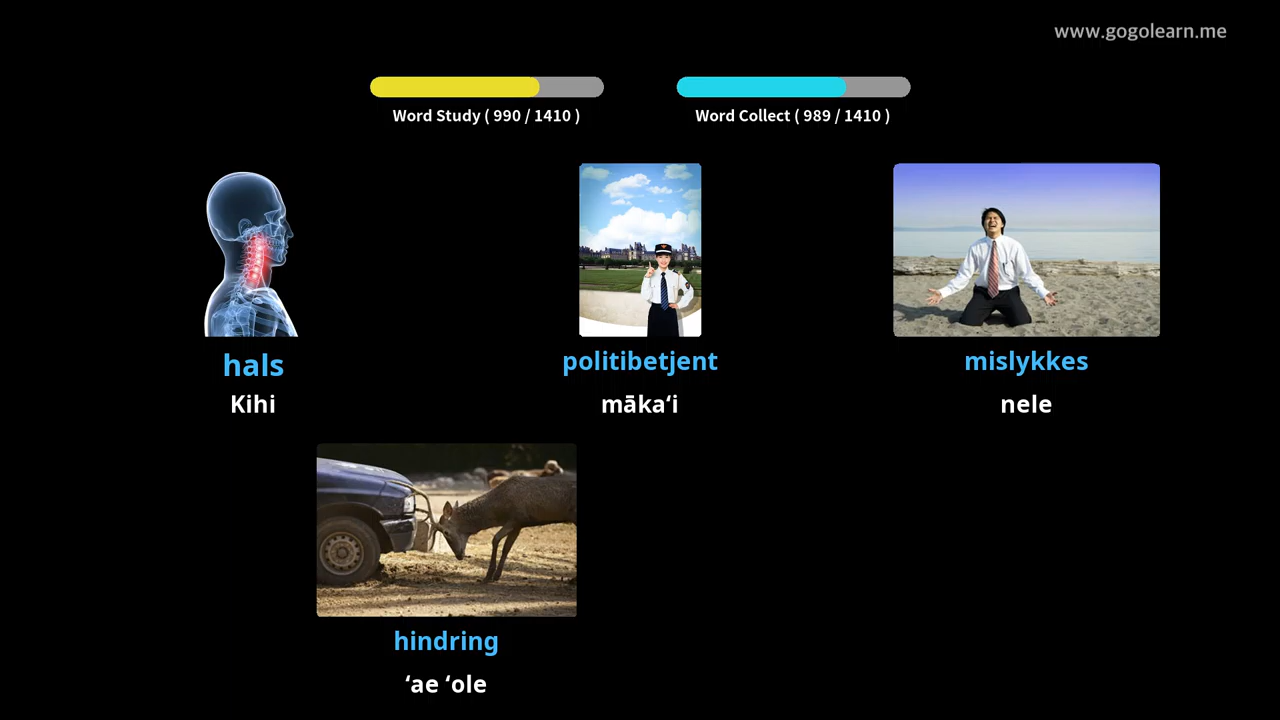 www.gogolearn.me
Word Study ( 990 / 1410 )
Word Collect ( 989 / 1410 )
hals
Kihi
politibetjent
mākaʻi
mislykkes
nele
hindring
ʻae ʻole